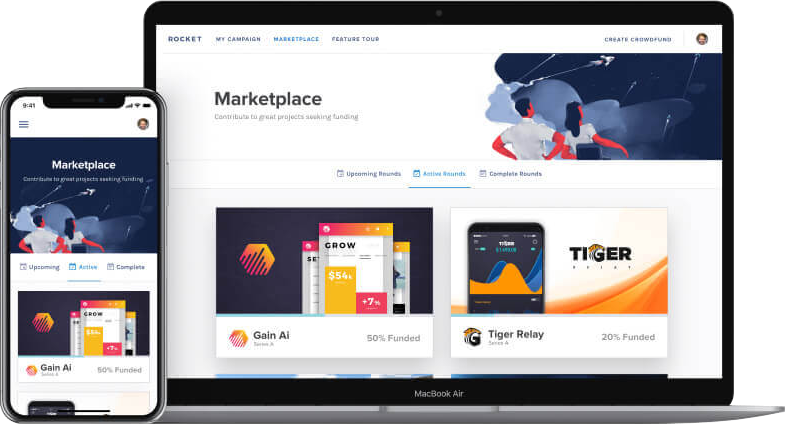 ROCKET MY CAMPAIGN MARKETPLACE FEATURE TOUR CREATE CROWDFUND
Marketplace
Contribute to great projects seeking funding
Upcoming Rounds Active Rounds Complete Rounds
GROW
$54k
+7%
TIGER
Gain Ai
Series A
50% Funded
TIGER
RELAY
Tiger Relay
Series A
20% Funded
MacBook Air
9:41
Marketplace
Contribute to great projects seeking funding
Upcoming Active Complete
GROW
$54k
+7%
Gain Ai
Series A
50% Funded